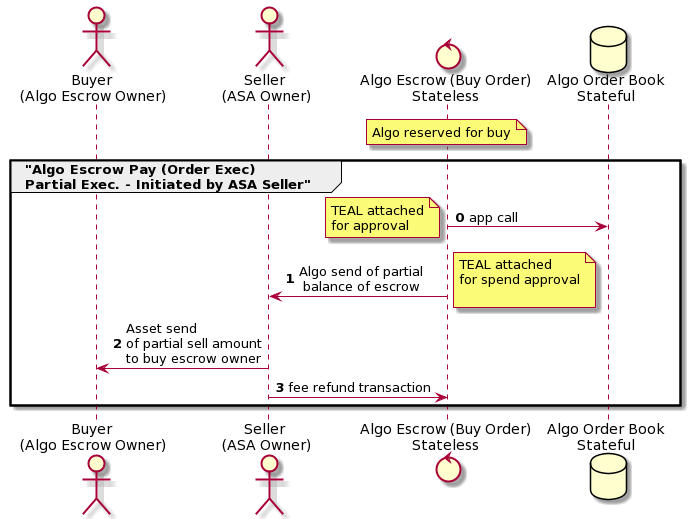 Buyer
(Algo Escrow Owner)
Seller
(ASA Owner)
Algo Escrow (Buy Order)
Stateless
Algo Order Book
Stateful
Algo reserved for buy
"Algo Escrow Pay (Order Exec)
Partial Exec. - Initiated by ASA Seller"
TEAL attached
for approval
0 app call
TEAL attached
for spend approval
1 Algo send of partial
balance of escrow
Asset send
2 of partial sell amount
to buy escrow owner
3 fee refund transaction
Buyer
(Algo Escrow Owner)
Seller
(ASA Owner)
Algo Escrow (Buy Order)
Stateless
Algo Order Book
Stateful